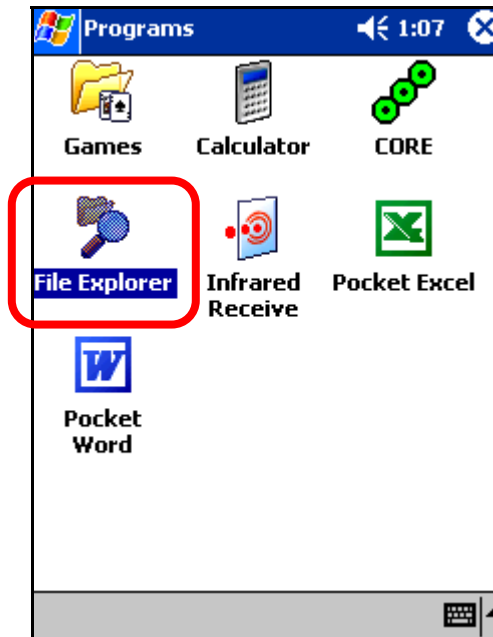 Programs 1:07
Games Calculator CORE
File Explorer Infrared Receive Pocket Excel
Pocket Word